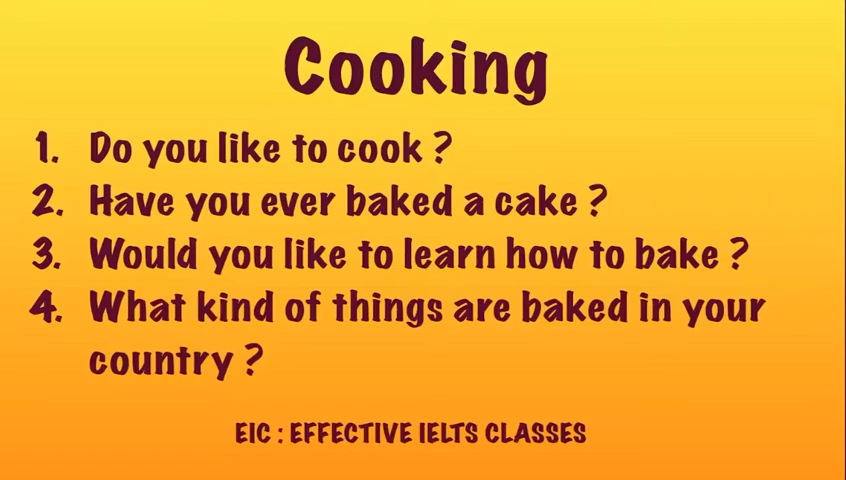 Cooking
1. Do you like to cook ?
2. Have you ever baked a cake ?
3. Would you like to learn how to bake ?
4. What kind of things are baked in your
country ?
EIC : EFFECTIVE IELTS CLASSES